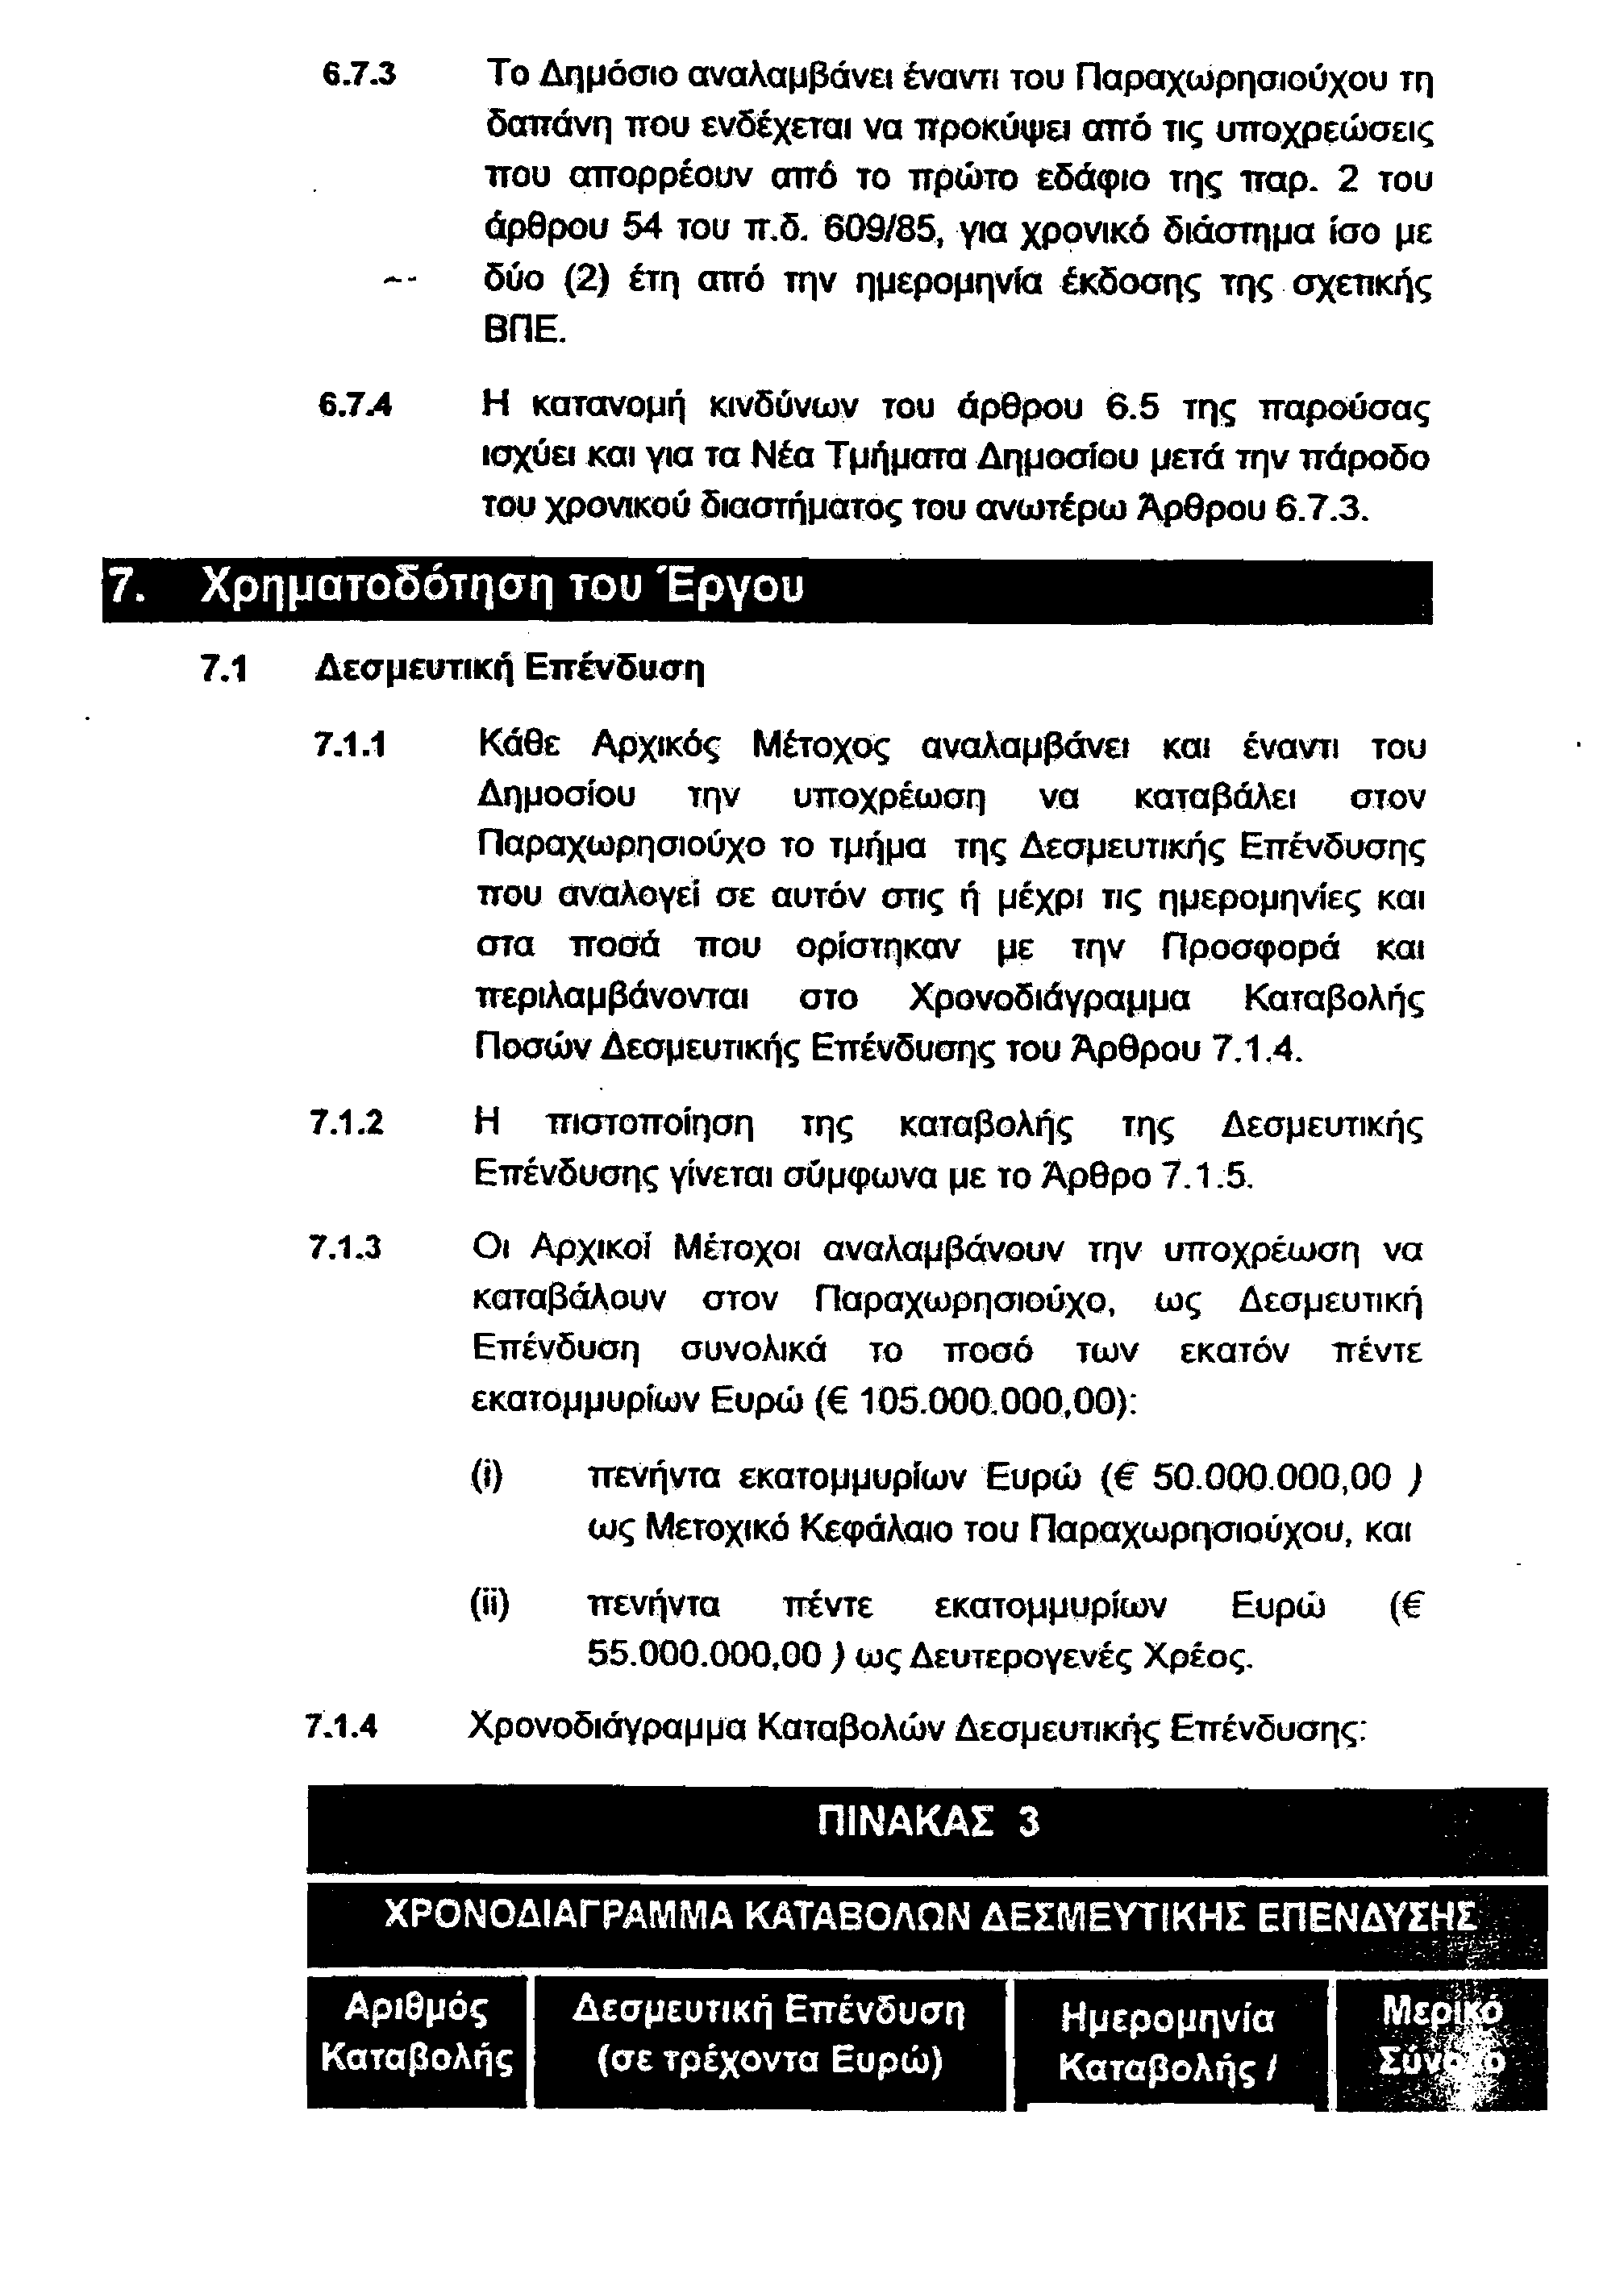 6.7.3 Το Δημόσιο αναλαμβάνει έναντι του Παραχωρησιούχου τη
δαπάνη που ενδέχεται να προκύψει από τις υποχρεώσεις
που απορρέουν από το πρώτο εδάφιο της παρ. 2 του
άρθρου 54 του π.δ. 609/85, για χρονικό διάστημα ίσο με
δύο (2) έτη από την ημερομηνία έκδοσης της σχετικής
ΒΠΕ.
6.7.4 Η κατανομή κινδύνων του άρθρου 6.5 της παρούσας
ισχύει και για τα Νέα Τμήματα Δημοσίου μετά την πάροδο
του χρονικού διαστήματος του ανωτέρω Άρθρου 6.7.3.
7. Χρηματοδότηση του Έργου
7.1 Δεσμευτική Επένδυση
7.1.1 Κάθε Αρχικός Μέτοχος αναλαμβάνει και έναντι του
Δημοσίου την υποχρέωση να καταβάλει στον
Παραχωρησιούχο το τμήμα της Δεσμευτικής Επένδυσης
που αναλογεί σε αυτόν στις ή μέχρι τις ημερομηνίες και
στα ποσά που ορίστηκαν με την Προσφορά και
περιλαμβάνονται στο Χρονοδιάγραμμα Καταβολής
Ποσών Δεσμευτικής Επένδυσης του Άρθρου 7.1.4.
7.1.2 Η πιστοποίηση της καταβολής της Δεσμευτικής
Επένδυσης γίνεται σύμφωνα με το Άρθρο 7.1.5.
7.1.3 Οι Αρχικοί Μέτοχοι αναλαμβάνουν την υποχρέωση να
καταβάλουν στον Παραχωρησιούχο, ως Δεσμευτική
Επένδυση συνολικά το ποσό των εκατόν πέντε
εκατομμυρίων Ευρώ (€ 105.000.000,00):
(i) πενήντα εκατομμυρίων Ευρώ (€ 50.000.000,00 )
ως Μετοχικό Κεφάλαιο του Παραχωρησιούχου, και
(ii) πενήντα πέντε εκατομμυρίων Ευρώ (€
55.000.000,00 ) ως Δευτερογενές Χρέος.
7.1.4 Χρονοδιάγραμμα Καταβολών Δεσμευτικής Επένδυσης:
ΠΙΝΑΚΑΣ 3
ΧΡΟΝΟΔΙΑΓΡΑΜΜΑ ΚΑΤΑΒΟΛΩΝ ΔΕΣΜΕΥΤΙΚΗΣ ΕΠΕΝΔΥΣΗΣ
Αριθμός Καταβολής
Δεσμευτική Επένδυση (σε τρέχοντα Ευρώ)
Ημερομηνία Καταβολής /
Μερικό Σύνολο